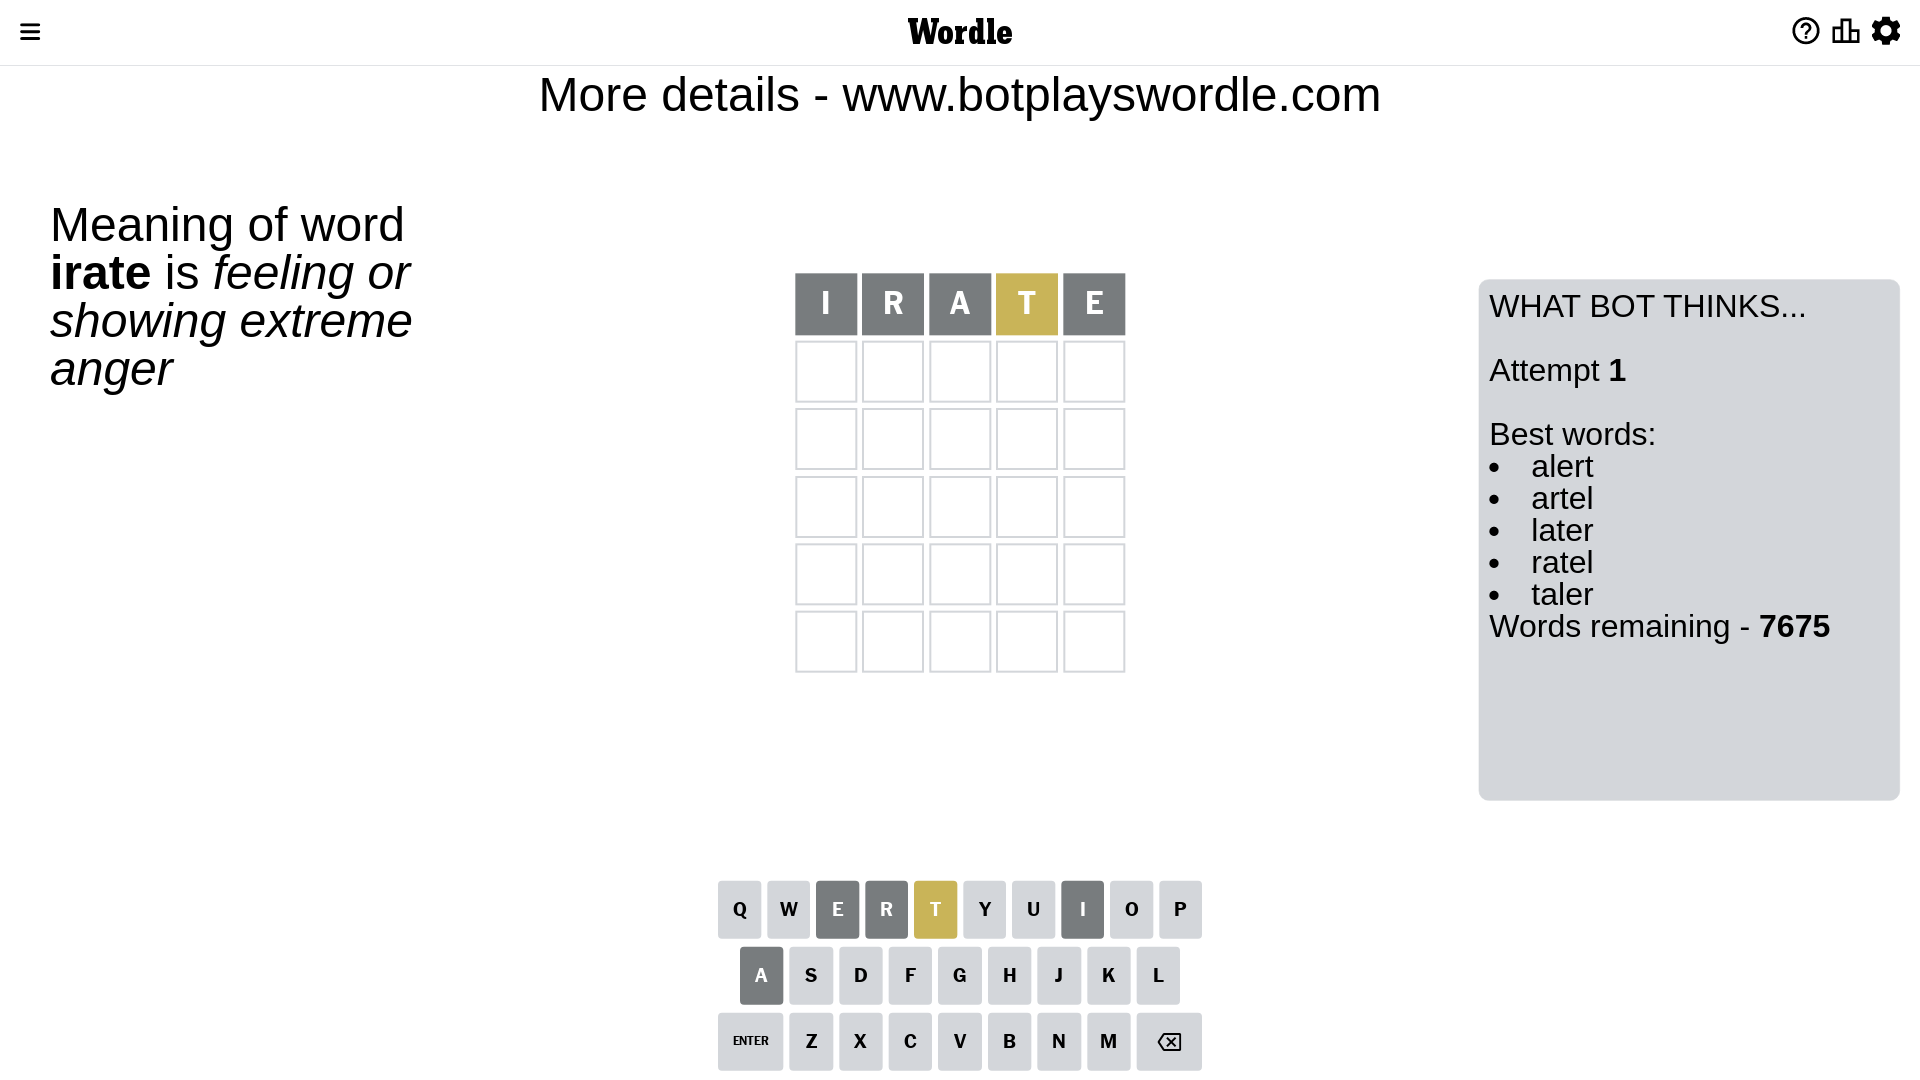 Wordle
More details - www.botplayswordle.com
Meaning of word
irate is feeling or
showing extreme
anger
I R A T E
WHAT BOT THINKS...
Attempt 1
Best words:
• alert
• artel
• later
• ratel
• taler
Words remaining - 7675
Q W E R T Y U I O P
A S D F G H J K L
ENTER Z X C V B N M